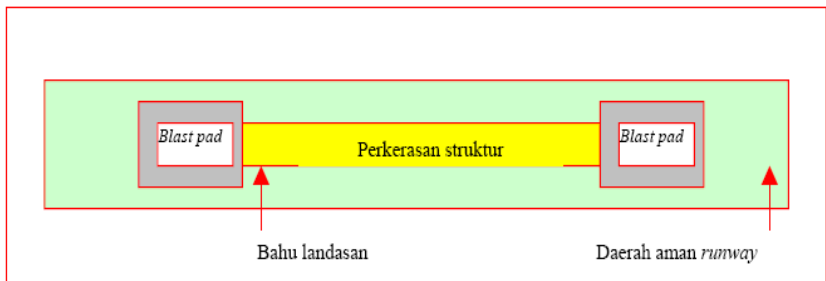 Blast pad
Perkerasan struktur
Blast pad
Bahu landasan
Daerah aman runway